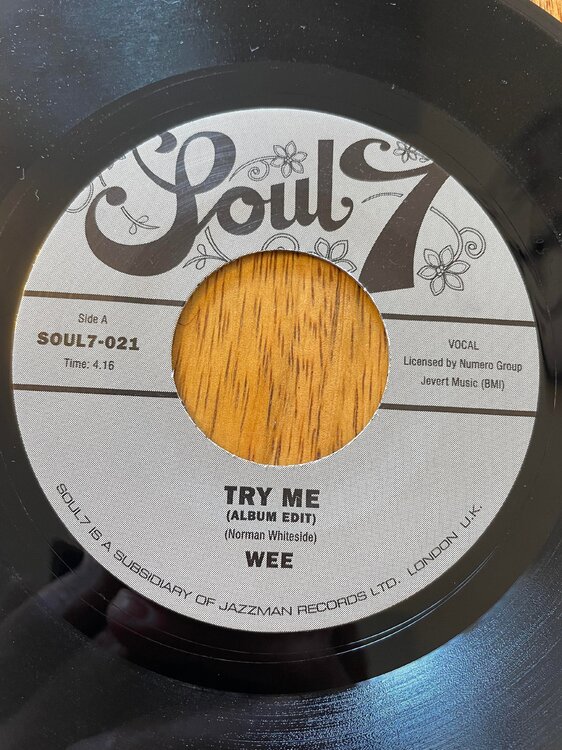 Soul 7
Side A
SOUL7-021
Time: 4.16
VOCAL
Licensed by Numero Group
Jevert Music (BMI)
TRY ME
(ALBUM EDIT)
(Norman Whiteside)
WEE
SOUL7 IS A SUBSIDIARY OF JAZZMAN RECORDS LTD. LONDON U.K.